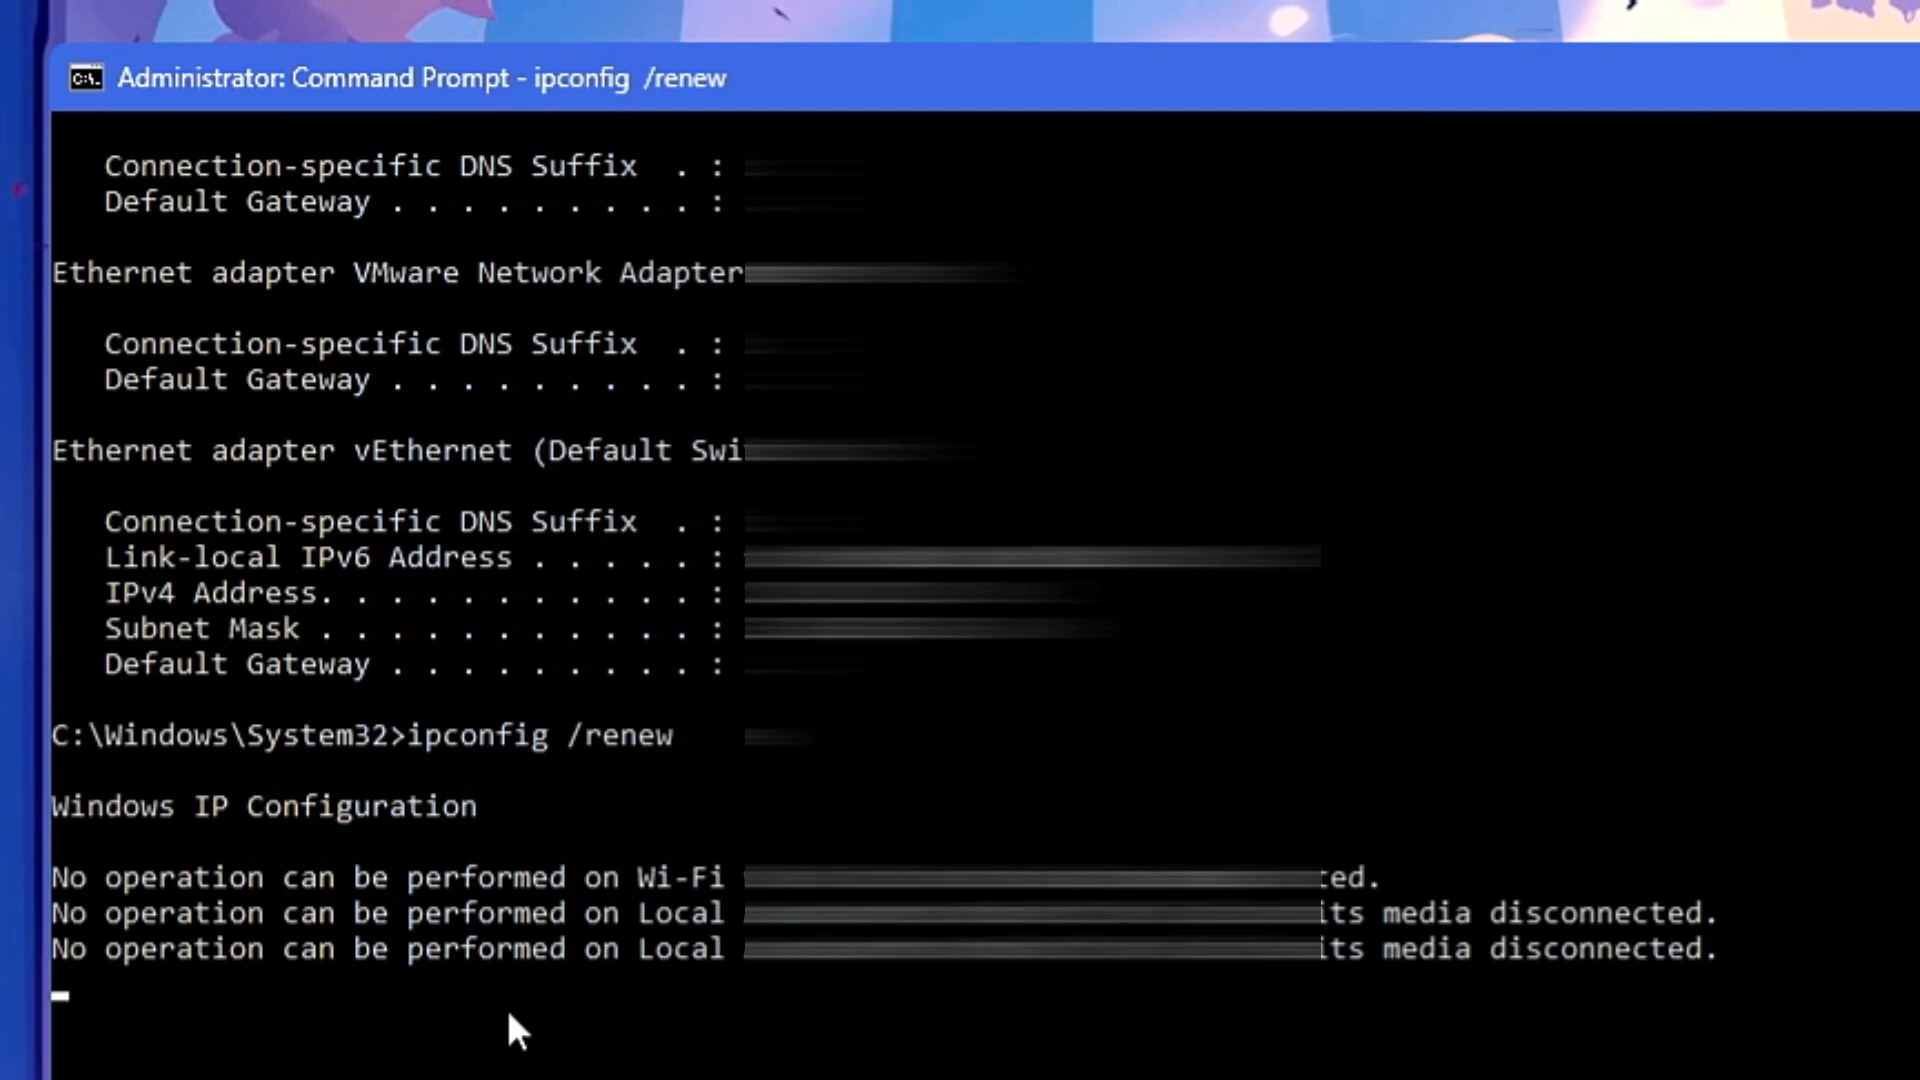 Administrator: Command Prompt - ipconfig /renew
Connection-specific DNS Suffix . :
Default Gateway . . . . . . . . . :
Ethernet adapter VMware Network Adapter
Connection-specific DNS Suffix . :
Default Gateway . . . . . . . . . :
Ethernet adapter vEthernet (Default
Connection-specific DNS Suffix . :
Link-local IPv6 Address . . . . . :
IPv4 Address. . . . . . . . . . . :
Subnet Mask . . . . . . . . . . . :
Default Gateway . . . . . . . . . :
C:\Windows\System32>ipconfig /renew
Windows IP Configuration
No operation can be performed on Wi-Fi
No operation can be performed on Local its media disconnected.
No operation can be performed on Local its media disconnected.